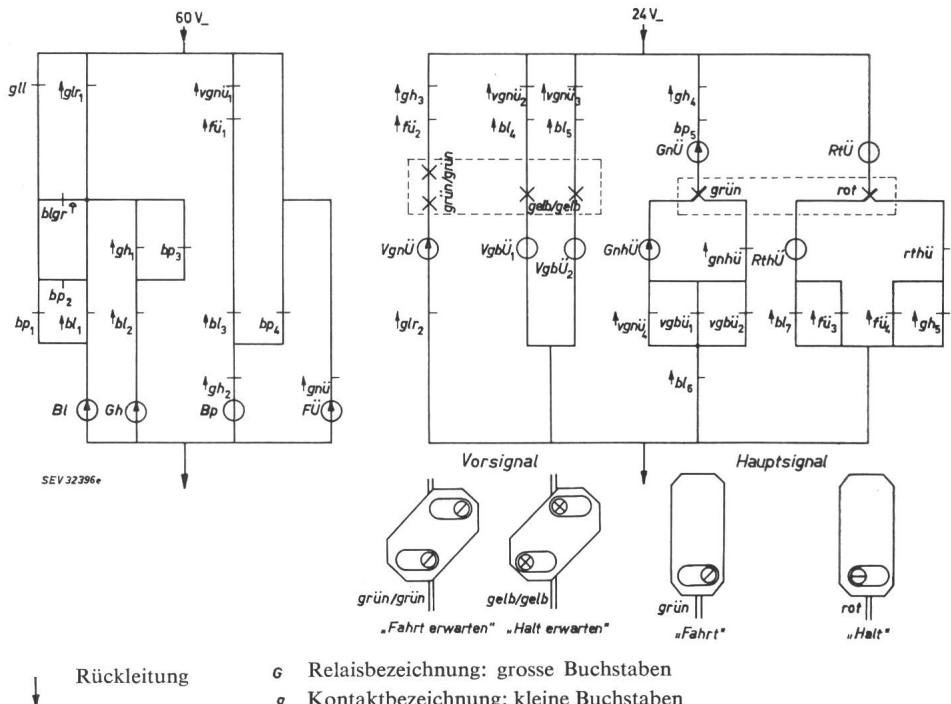 60 V_
24 V_
gll
glr₁
vgnü₁
gh₃
vgnü₂
vgnü₃
gh₄
fü₁
fü₂
bl₄
bl₅
bp₅
GnÜ
RtÜ
grün/grün
gelb/gelb
grün
rot
blgr
gh₁
bp₃
VgnÜ
VgbÜ₁
VgbÜ₂
GnhÜ
gnhü
RthÜ
rthü
bp₂
bp₁
bl₁
bl₂
bl₃
bp₄
glr₂
vgnü₄
vgbü₁
vgbü₂
bl₇
fü₃
fü₄
gh₅
gh₂
gnü
bl₆
Bl
Gh
Bp
FÜ
SEV 32396e
Vorsignal
Hauptsignal
grün/grün
gelb/gelb
grün
rot
„Fahrt erwarten"
„Halt erwarten"
„Fahrt"
„Halt"
Rückleitung
G Relaisbezeichnung: grosse Buchstaben
g Kontaktbezeichnung: kleine Buchstaben